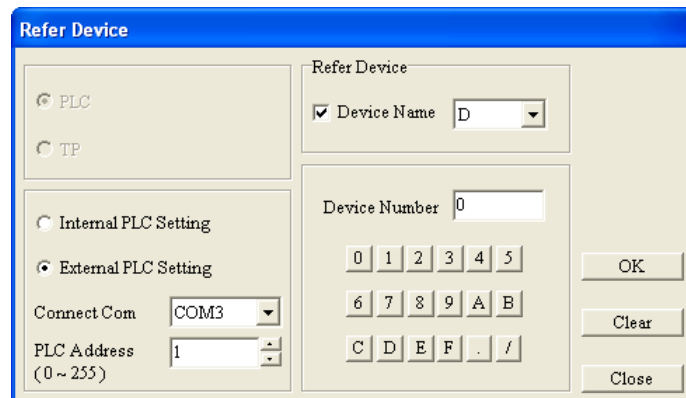 Refer Device
PLC
TP
Internal PLC Setting
External PLC Setting
Connect Com COM3
PLC Address 1
(0 ~ 255)
Refer Device
Device Name D
Device Number 0
0 1 2 3 4 5
6 7 8 9 A B
C D E F . /
OK
Clear
Close